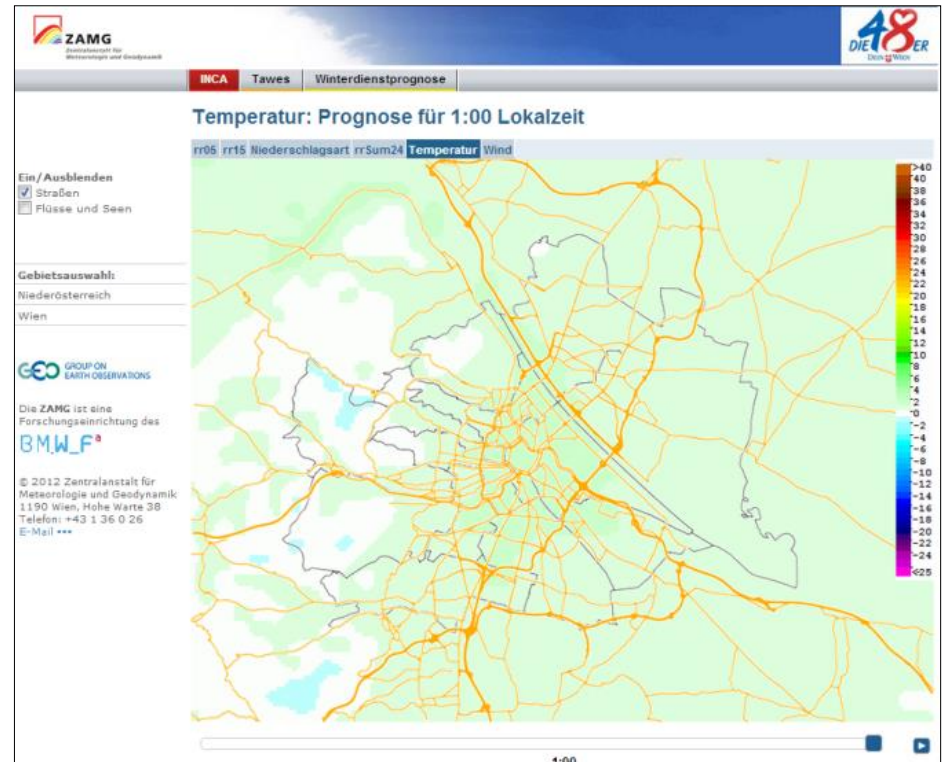 ZAMG
Zentralanstalt für
Meteorologie und Geodynamik
DIE 48ER
DEIN WIEN
INCA Tawes Winterdienstprognose
Temperatur: Prognose für 1:00 Lokalzeit
rr05 rr15 Niederschlagsart rrSum24 Temperatur Wind
Ein/Ausblenden
Straßen
Flüsse und Seen
Gebietsauswahl:
Niederösterreich
Wien
GEO GROUP ON
EARTH OBSERVATIONS
Die ZAMG ist eine
Forschungseinrichtung des
BM.W_Fa
© 2012 Zentralanstalt für
Meteorologie und Geodynamik
1190 Wien, Hohe Warte 38
Telefon: +43 1 36 0 26
E-Mail
>40
40
38
36
34
32
30
28
26
24
22
20
18
16
14
12
10
8
6
4
2
0
-2
-4
-6
-8
-10
-12
-14
-16
-18
-20
-22
-24
<25
1:00